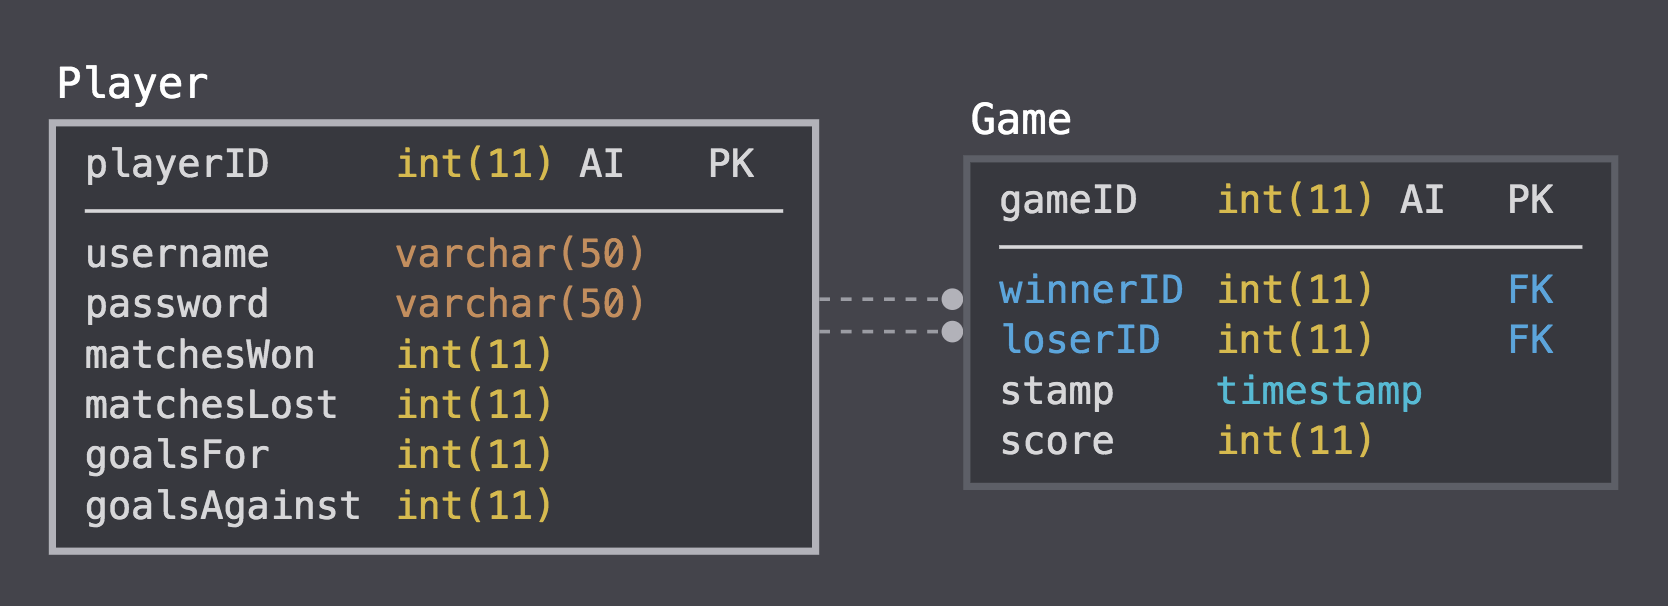 Player
playerID int(11) AI PK
username varchar(50)
password varchar(50)
matchesWon int(11)
matchesLost int(11)
goalsFor int(11)
goalsAgainst int(11)
Game
gameID int(11) AI PK
winnerID int(11) FK
loserID int(11) FK
stamp timestamp
score int(11)